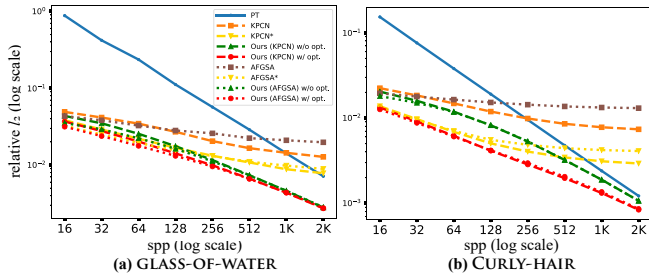 relative l₂ (log scale)
10⁰
10⁻¹
10⁻²
PT
KPCN
KPCN*
Ours (KPCN) w/o opt.
Ours (KPCN) w/ opt.
AFGSA
AFGSA*
Ours (AFGSA) w/o opt.
Ours (AFGSA) w/ opt.
16 32 64 128 256 512 1K 2K
spp (log scale)
(a) GLASS-OF-WATER
10⁻¹
10⁻²
10⁻³
16 32 64 128 256 512 1K 2K
spp (log scale)
(b) CURLY-HAIR